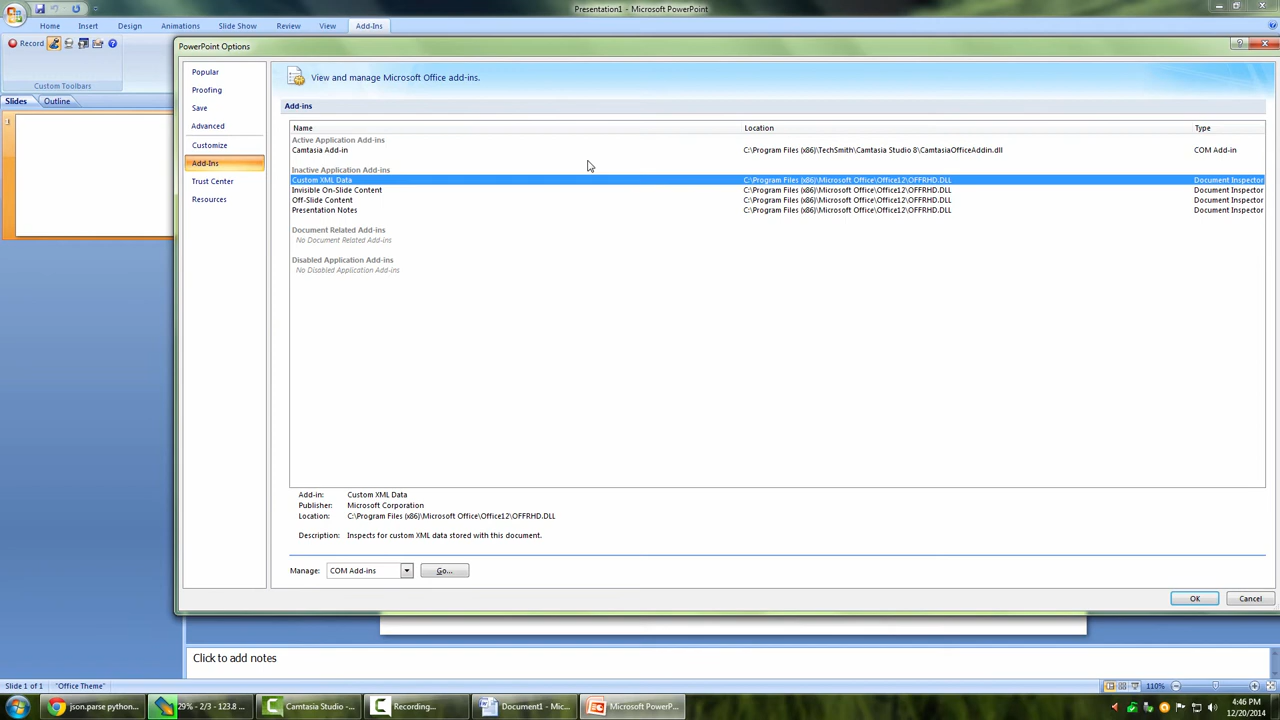 Presentation1 - Microsoft PowerPoint
Home Insert Design Animations Slide Show Review View Add-Ins
Record
Custom Toolbars
Slides Outline
1
PowerPoint Options
Popular
Proofing
Save
Advanced
Customize
Add-Ins
Trust Center
Resources
View and manage Microsoft Office add-ins.
Add-ins
Name Location Type
Active Application Add-ins
Camtasia Add-in C:\Program Files (x86)\TechSmith\Camtasia Studio 8\CamtasiaOfficeAddin.dll COM Add-in
Inactive Application Add-ins
Custom XML Data C:\Program Files (x86)\Microsoft Office\Office12\OFFRHD.DLL Document Inspector
Invisible On-Slide Content C:\Program Files (x86)\Microsoft Office\Office12\OFFRHD.DLL Document Inspector
Off-Slide Content C:\Program Files (x86)\Microsoft Office\Office12\OFFRHD.DLL Document Inspector
Presentation Notes C:\Program Files (x86)\Microsoft Office\Office12\OFFRHD.DLL Document Inspector
Document Related Add-ins
No Document Related Add-ins
Disabled Application Add-ins
No Disabled Application Add-ins
Add-in: Custom XML Data
Publisher: Microsoft Corporation
Location: C:\Program Files (x86)\Microsoft Office\Office12\OFFRHD.DLL
Description: Inspects for custom XML data stored with this document.
Manage: COM Add-ins Go...
OK Cancel
Click to add notes
Slide 1 of 1 "Office Theme" 110%
json.parse python... 29% - 2/3 - 123.8 ... Camtasia Studio -... Recording... Document1 - Mic... Microsoft PowerP...
4:46 PM
12/20/2014